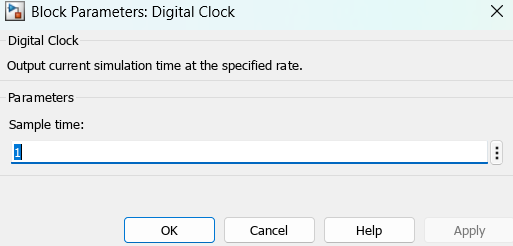 Block Parameters: Digital Clock
Digital Clock
Output current simulation time at the specified rate.
Parameters
Sample time:
1
OK Cancel Help Apply